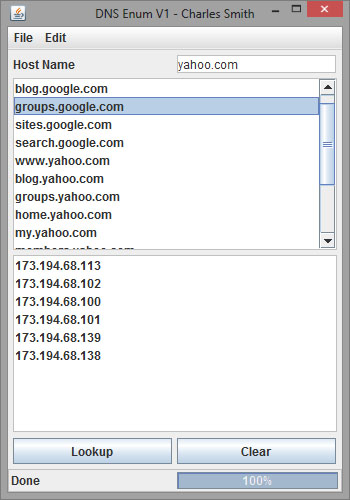 DNS Enum V1 - Charles Smith
File Edit
Host Name yahoo.com
blog.google.com
groups.google.com
sites.google.com
search.google.com
www.yahoo.com
blog.yahoo.com
groups.yahoo.com
home.yahoo.com
my.yahoo.com
members.yahoo.com
173.194.68.113
173.194.68.102
173.194.68.100
173.194.68.101
173.194.68.139
173.194.68.138
Lookup Clear
Done 100%